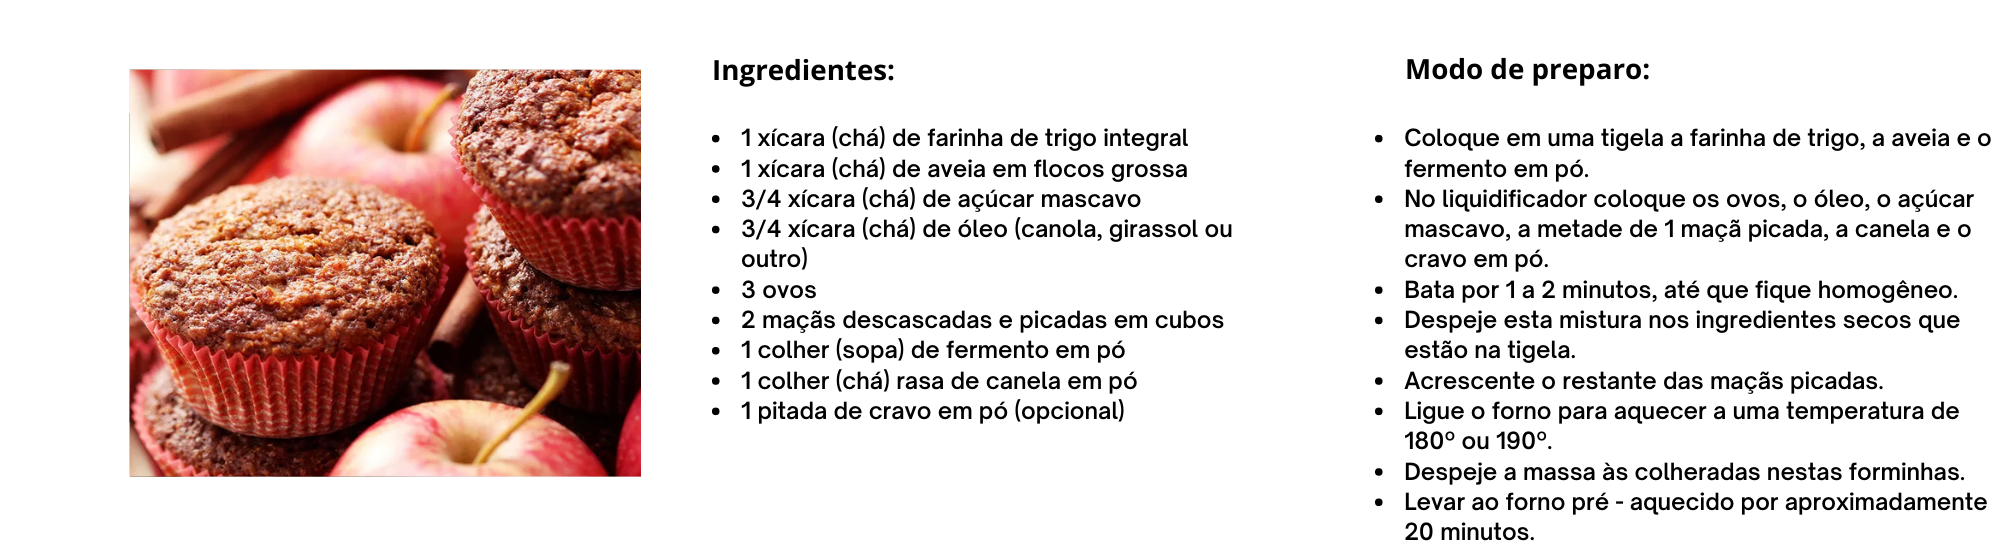 Ingredientes:
1 xícara (chá) de farinha de trigo integral
1 xícara (chá) de aveia em flocos grossa
3/4 xícara (chá) de açúcar mascavo
3/4 xícara (chá) de óleo (canola, girassol ou
outro)
3 ovos
2 maçãs descascadas e picadas em cubos
1 colher (sopa) de fermento em pó
1 colher (chá) rasa de canela em pó
1 pitada de cravo em pó (opcional)
Modo de preparo:
Coloque em uma tigela a farinha de trigo, a aveia e o
fermento em pó.
No liquidificador coloque os ovos, o óleo, o açúcar
mascavo, a metade de 1 maçã picada, a canela e o
cravo em pó.
Bata por 1 a 2 minutos, até que fique homogêneo.
Despeje esta mistura nos ingredientes secos que
estão na tigela.
Acrescente o restante das maçãs picadas.
Ligue o forno para aquecer a uma temperatura de
180º ou 190º.
Despeje a massa às colheradas nestas forminhas.
Levar ao forno pré - aquecido por aproximadamente
20 minutos.